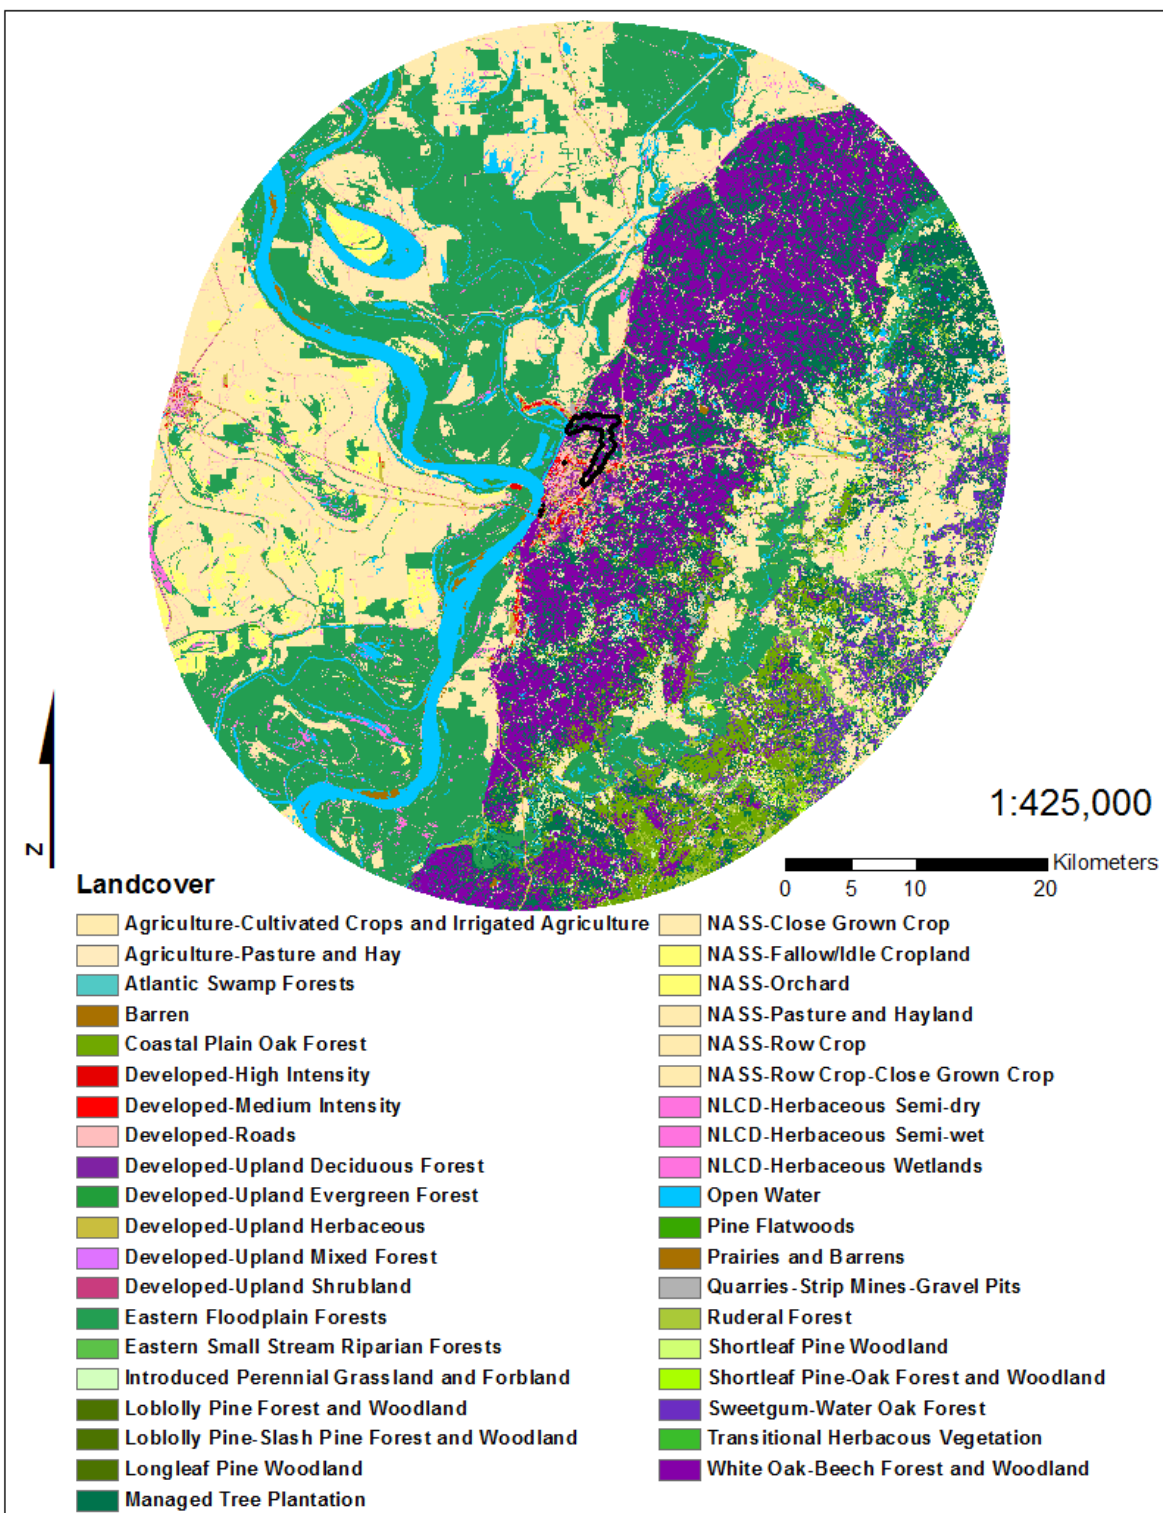 1:425,000
Kilometers
0 5 10 20
N
Landcover
Agriculture-Cultivated Crops and Irrigated Agriculture
Agriculture-Pasture and Hay
Atlantic Swamp Forests
Barren
Coastal Plain Oak Forest
Developed-High Intensity
Developed-Medium Intensity
Developed-Roads
Developed-Upland Deciduous Forest
Developed-Upland Evergreen Forest
Developed-Upland Herbaceous
Developed-Upland Mixed Forest
Developed-Upland Shrubland
Eastern Floodplain Forests
Eastern Small Stream Riparian Forests
Introduced Perennial Grassland and Forbland
Loblolly Pine Forest and Woodland
Loblolly Pine-Slash Pine Forest and Woodland
Longleaf Pine Woodland
Managed Tree Plantation
NASS-Close Grown Crop
NASS-Fallow/Idle Cropland
NASS-Orchard
NASS-Pasture and Hayland
NASS-Row Crop
NASS-Row Crop-Close Grown Crop
NLCD-Herbaceous Semi-dry
NLCD-Herbaceous Semi-wet
NLCD-Herbaceous Wetlands
Open Water
Pine Flatwoods
Prairies and Barrens
Quarries-Strip Mines-Gravel Pits
Ruderal Forest
Shortleaf Pine Woodland
Shortleaf Pine-Oak Forest and Woodland
Sweetgum-Water Oak Forest
Transitional Herbacous Vegetation
White Oak-Beech Forest and Woodland